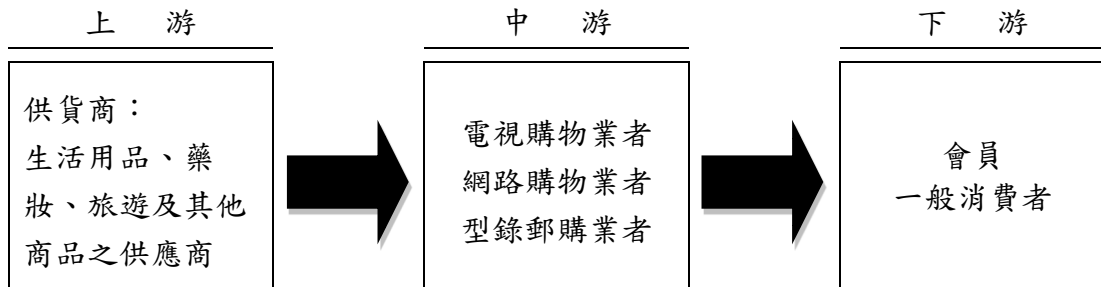 上 游
中 游
下 游
供貨商：
生活用品、藥
妝、旅遊及其他
商品之供應商
電視購物業者
網路購物業者
型錄郵購業者
會員
一般消費者